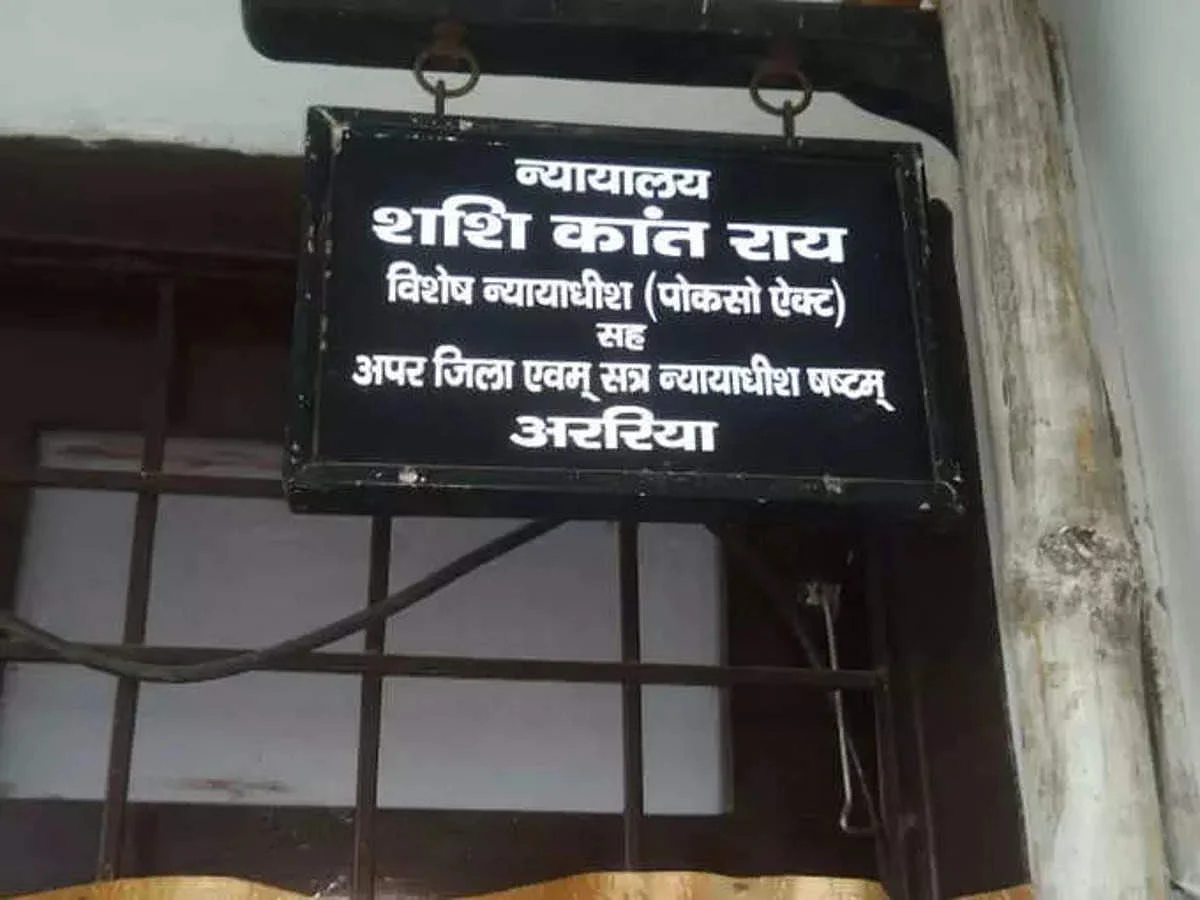 न्यायालय
शशि कांत राय
विशेष न्यायाधीश (पोकसो ऐक्ट)
सह
अपर जिला एवम् सत्र न्यायाधीश षष्टम्
अररिया